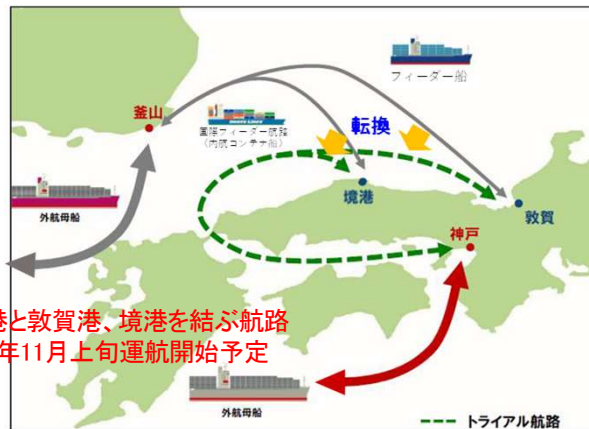 フィーダー船
釜山
国際フィーダー航路
(内航コンテナ船)
転換
外航母船
境港
敦賀
神戸
港と敦賀港、境港を結ぶ航路
年11月上旬運航開始予定
外航母船
トライアル航路